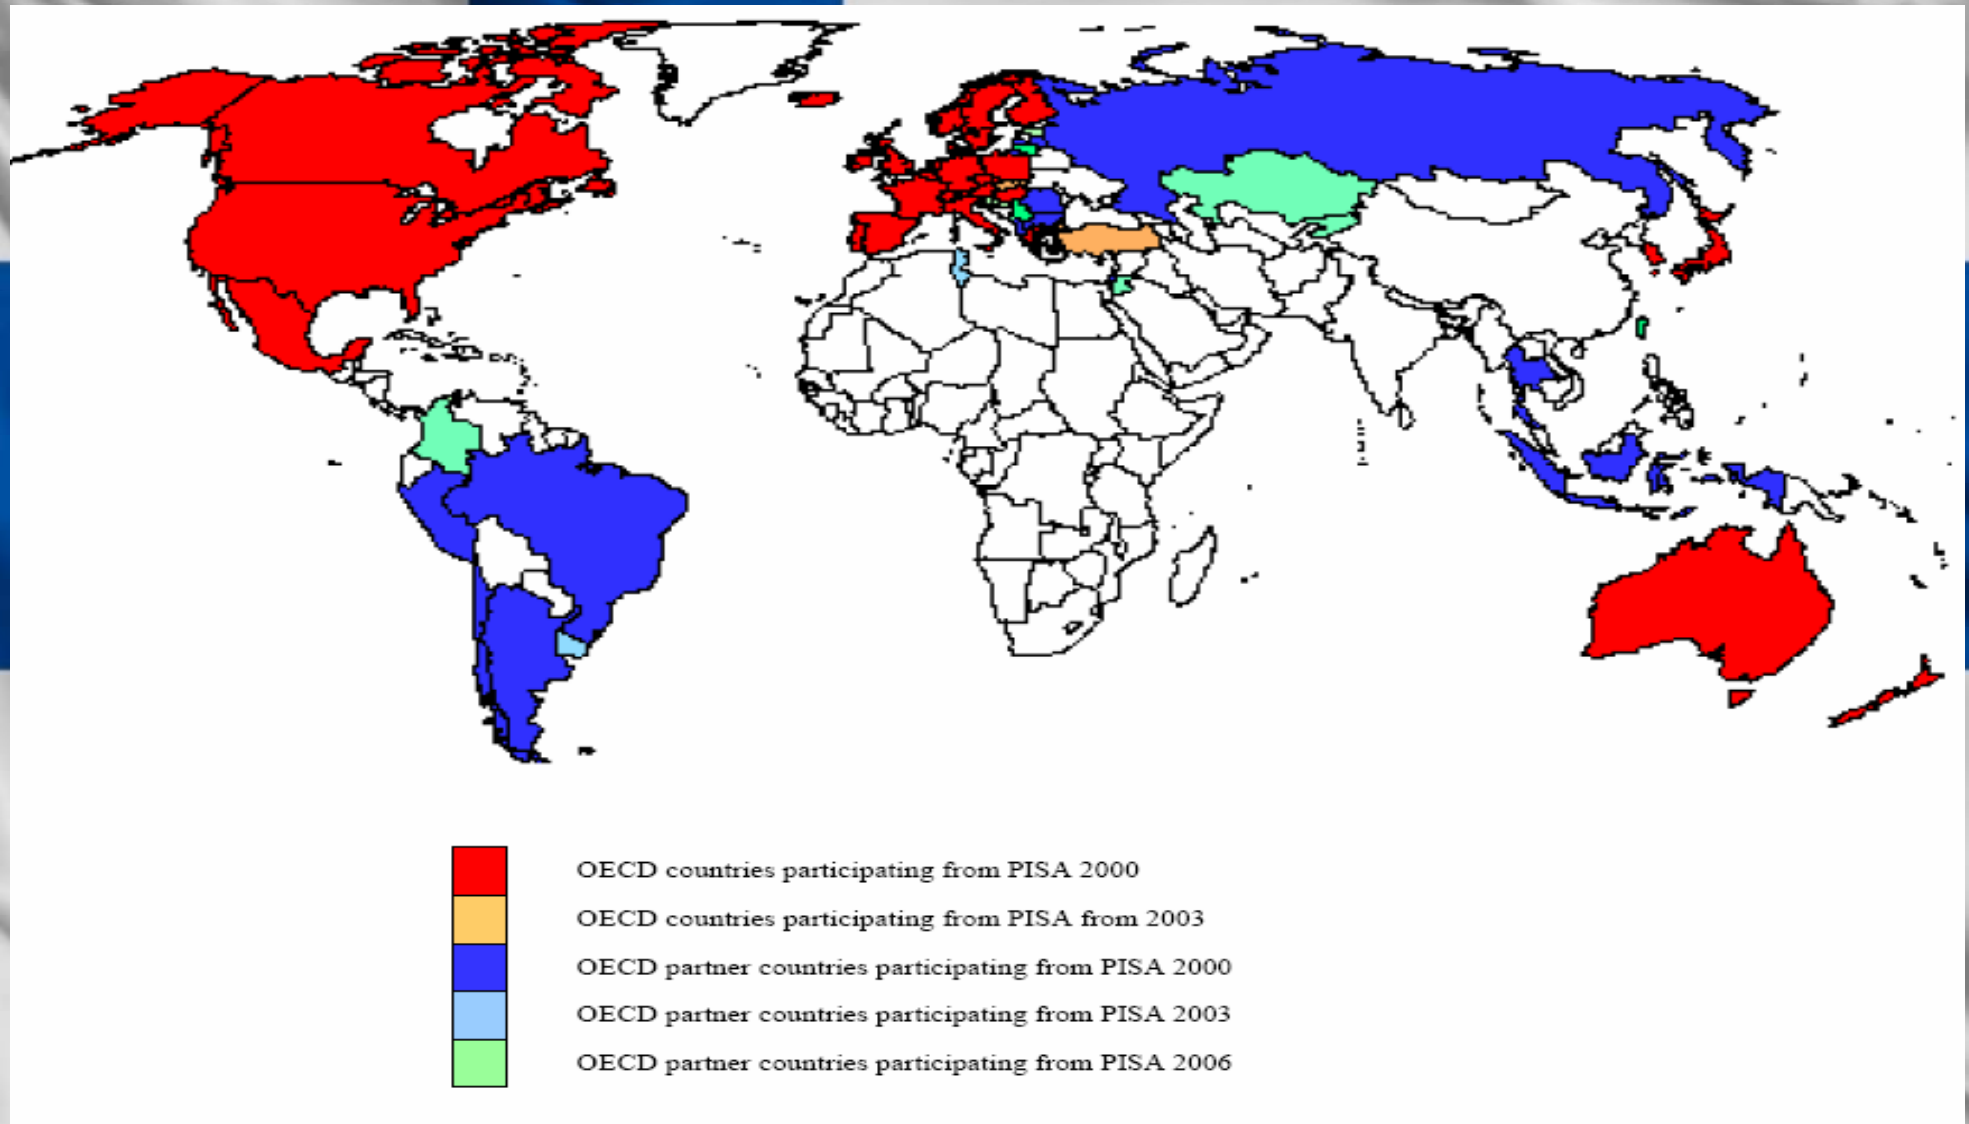 OECD countries participating from PISA 2000
OECD countries participating from PISA from 2003
OECD partner countries participating from PISA 2000
OECD partner countries participating from PISA 2003
OECD partner countries participating from PISA 2006